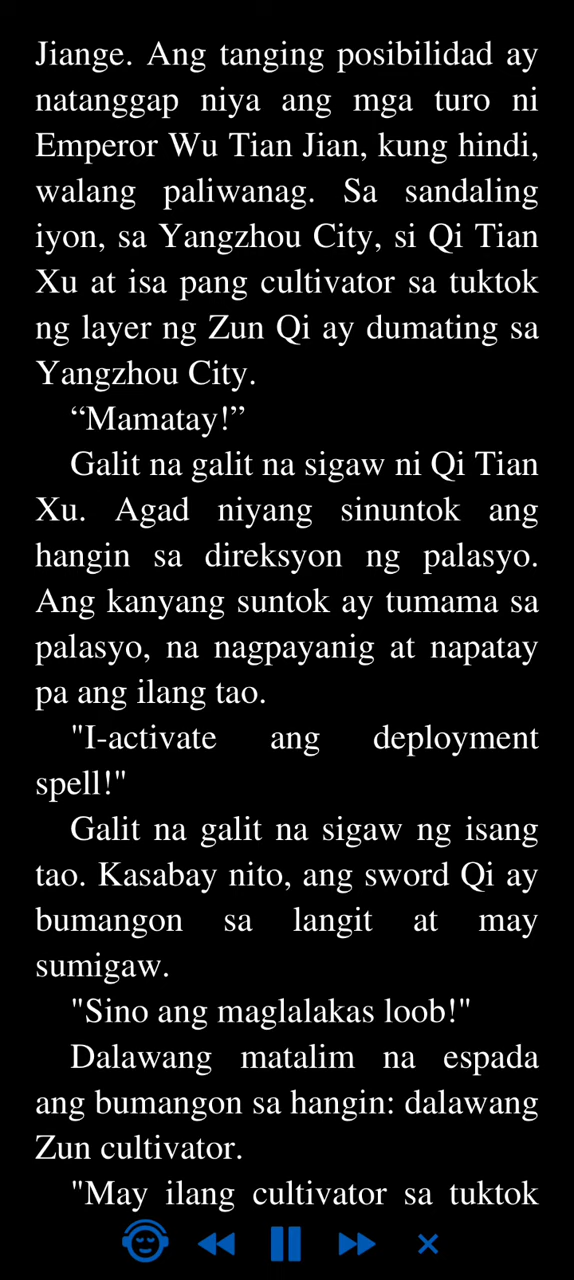 Jiange. Ang tanging posibilidad ay
natanggap niya ang mga turo ni
Emperor Wu Tian Jian, kung hindi,
walang paliwanag. Sa sandaling
iyon, sa Yangzhou City, si Qi Tian
Xu at isa pang cultivator sa tuktok
ng layer ng Zun Qi ay dumating sa
Yangzhou City.
“Mamatay!”
Galit na galit na sigaw ni Qi Tian
Xu. Agad niyang sinuntok ang
hangin sa direksyon ng palasyo.
Ang kanyang suntok ay tumama sa
palasyo, na nagpayanig at napatay
pa ang ilang tao.
"I-activate ang deployment
spell!"
Galit na galit na sigaw ng isang
tao. Kasabay nito, ang sword Qi ay
bumangon sa langit at may
sumigaw.
"Sino ang maglalakas loob!"
Dalawang matalim na espada
ang bumangon sa hangin: dalawang
Zun cultivator.
"May ilang cultivator sa tuktok